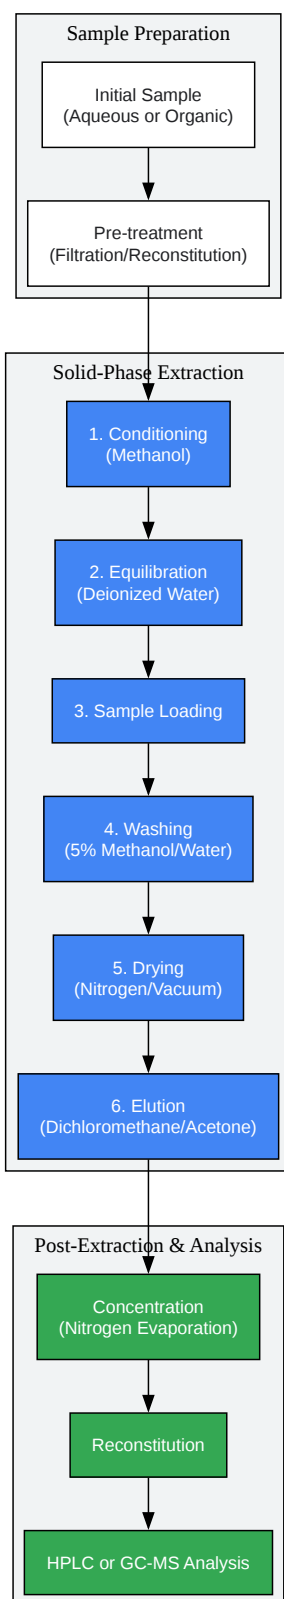 Sample Preparation
Initial Sample
(Aqueous or Organic)
Pre-treatment
(Filtration/Reconstitution)
Solid-Phase Extraction
1. Conditioning
(Methanol)
2. Equilibration
(Deionized Water)
3. Sample Loading
4. Washing
(5% Methanol/Water)
5. Drying
(Nitrogen/Vacuum)
6. Elution
(Dichloromethane/Acetone)
Post-Extraction & Analysis
Concentration
(Nitrogen Evaporation)
Reconstitution
HPLC or GC-MS Analysis